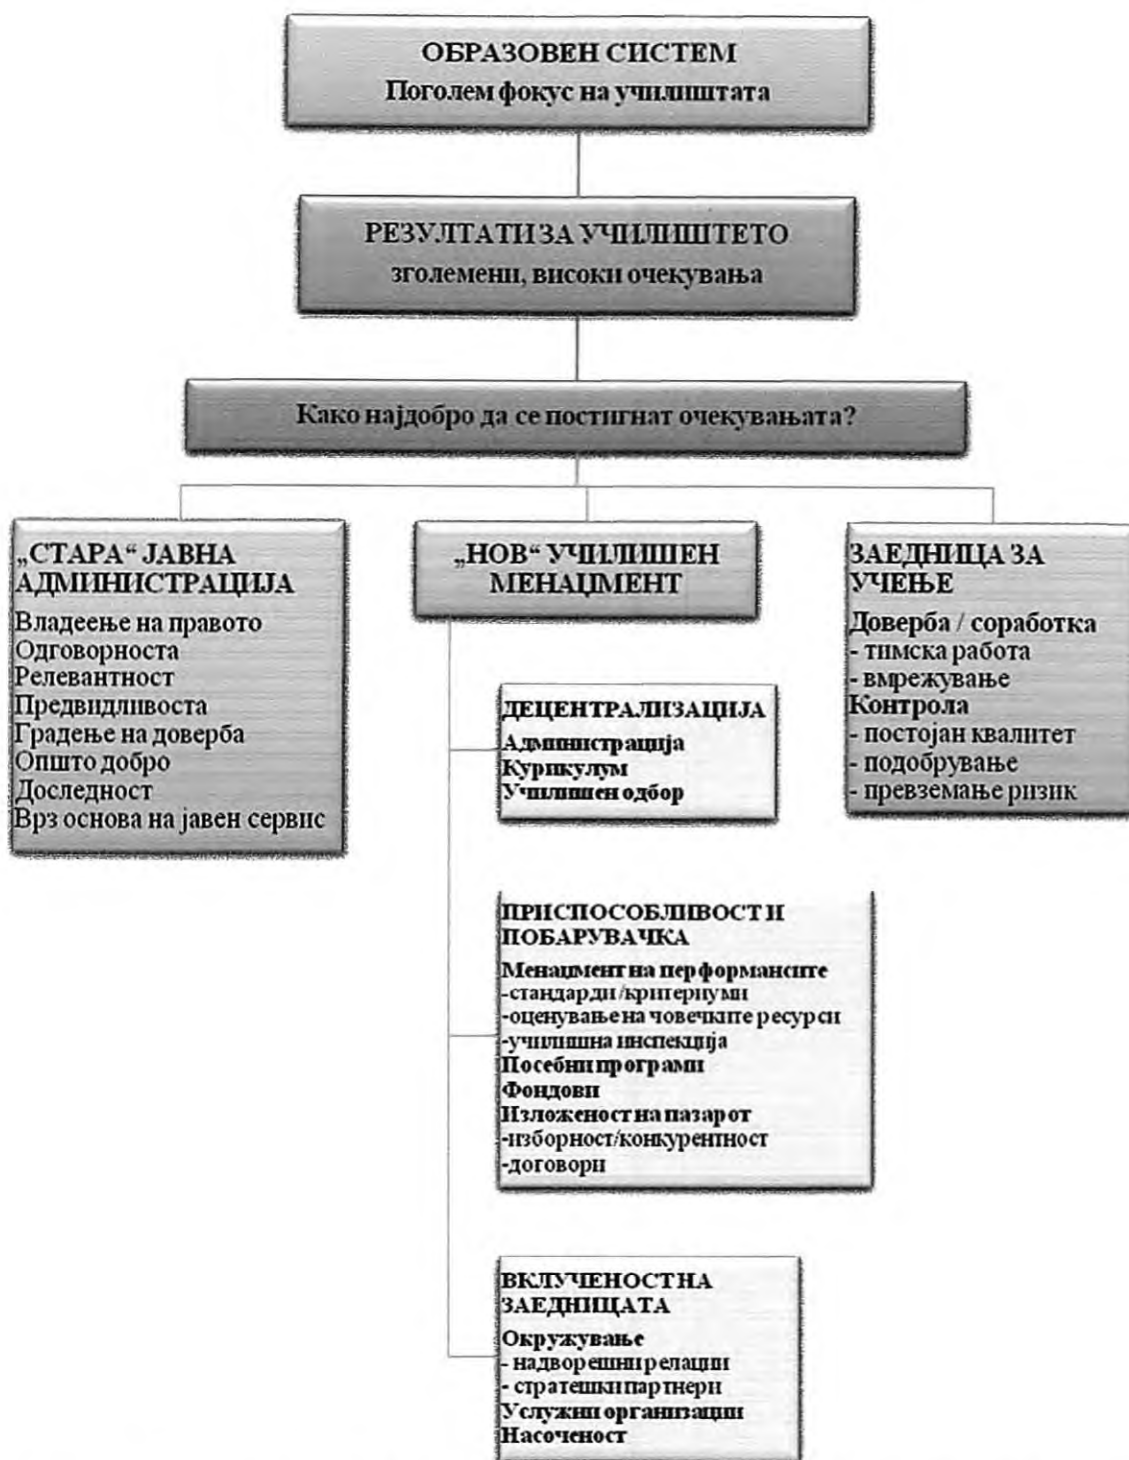 ОБРАЗОВЕН СИСТЕМ
Поголем фокус на училиштата
РЕЗУЛТАТИ ЗА УЧИЛИШТЕТО
зголемени, високи очекувања
Како најдобро да се постигнат очекувањата?
„СТАРА“ ЈАВНА
АДМИНИСТРАЦИЈА
Владеење на правото
Одговорноста
Релевантност
Предвидливоста
Градење на доверба
Општо добро
Доследност
Врз основа на јавен сервис
„НОВ“ УЧИЛИШЕН
МЕНАЏМЕНТ
ДЕЦЕНТРАЛИЗАЦИЈА
Администрација
Курикулум
Училишен одбор
ПРИСПОСОБЛИВОСТ И
ПОБАРУВАЧКА
Менаџмент на перформансите
-стандарди/критериуми
-оценување на човечките ресурси
-училишна инспекција
Посебни програми
Фондови
Изложеност на пазарот
-изборност/конкурентност
-договори
ВКЛУЧЕНОСТ НА
ЗАЕДНИЦАТА
Окружување
- надворешни релации
- стратешки партнери
Услужни организации
Насоченост
ЗАЕДНИЦА ЗА
УЧЕЊЕ
Доверба / соработка
- тимска работа
- вмрежување
Контрола
- постојан квалитет
- подобрување
- превземање ризик